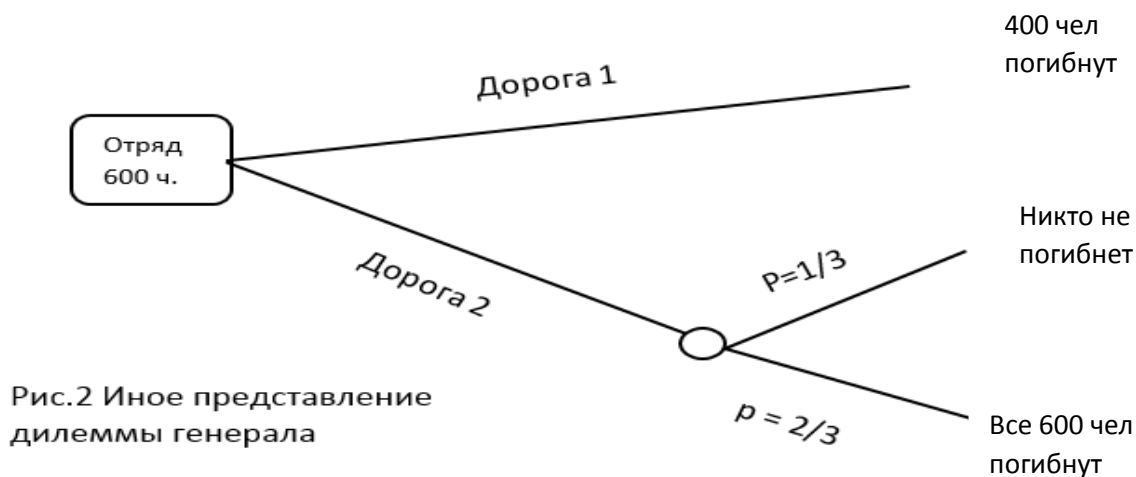 400 чел
погибнут
Дорога 1
Отряд
600 ч.
Никто не
погибнет
P=1/3
Дорога 2
p = 2/3
Рис.2 Иное представление
дилеммы генерала
Все 600 чел
погибнут